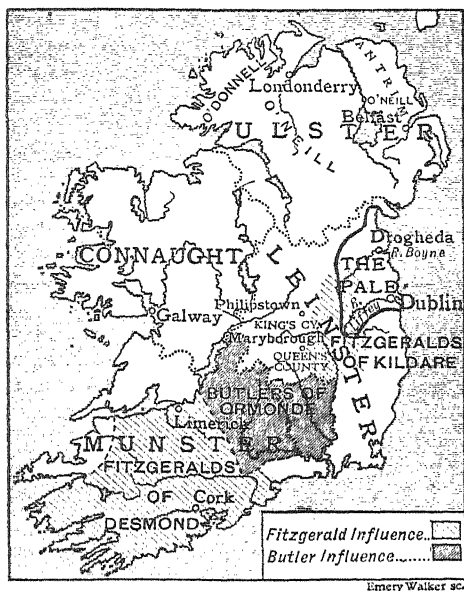 O'DONNELL
Londonderry
ANTRIM
O'NEILL
Belfast
O'NEILL
ULSTER
CONNAUGHT
LEINSTER
Drogheda
R. Boyne
THE
PALE
R. Liffey
Dublin
Galway
Philipstown
KING'S CY.
Maryborough
QUEEN'S
COUNTY
FITZGERALDS
OF KILDARE
BUTLERS OF
ORMONDE
Limerick
MUNSTER
FITZGERALDS
OF
Cork
DESMOND
Fitzgerald Influence..
Butler Influence.......
Emery Walker sc.